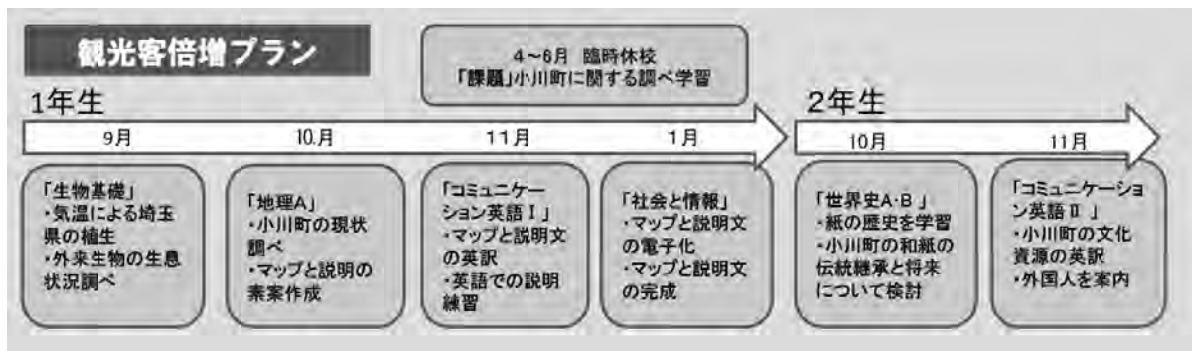 観光客倍増プラン
4~6月 臨時休校
「課題」小川町に関する調べ学習
1年生
2年生
9月
10.月
11月
1月
10月
11月
「生物基礎」
・気温による埼玉
県の植生
・外来生物の生息
状況調べ
「地理A」
・小川町の現状
調べ
・マップと説明の
素案作成
「コミュニケー
ション英語Ⅰ」
・マップと説明文
の英訳
・英語での説明
練習
「社会と情報」
・マップと説明文
の電子化
・マップと説明文
の完成
「世界史A・B」
・紙の歴史を学習
・小川町の和紙の
伝統継承と将来
について検討
「コミュニケーショ
ン英語Ⅱ」
・小川町の文化
資源の英訳
・外国人を案内